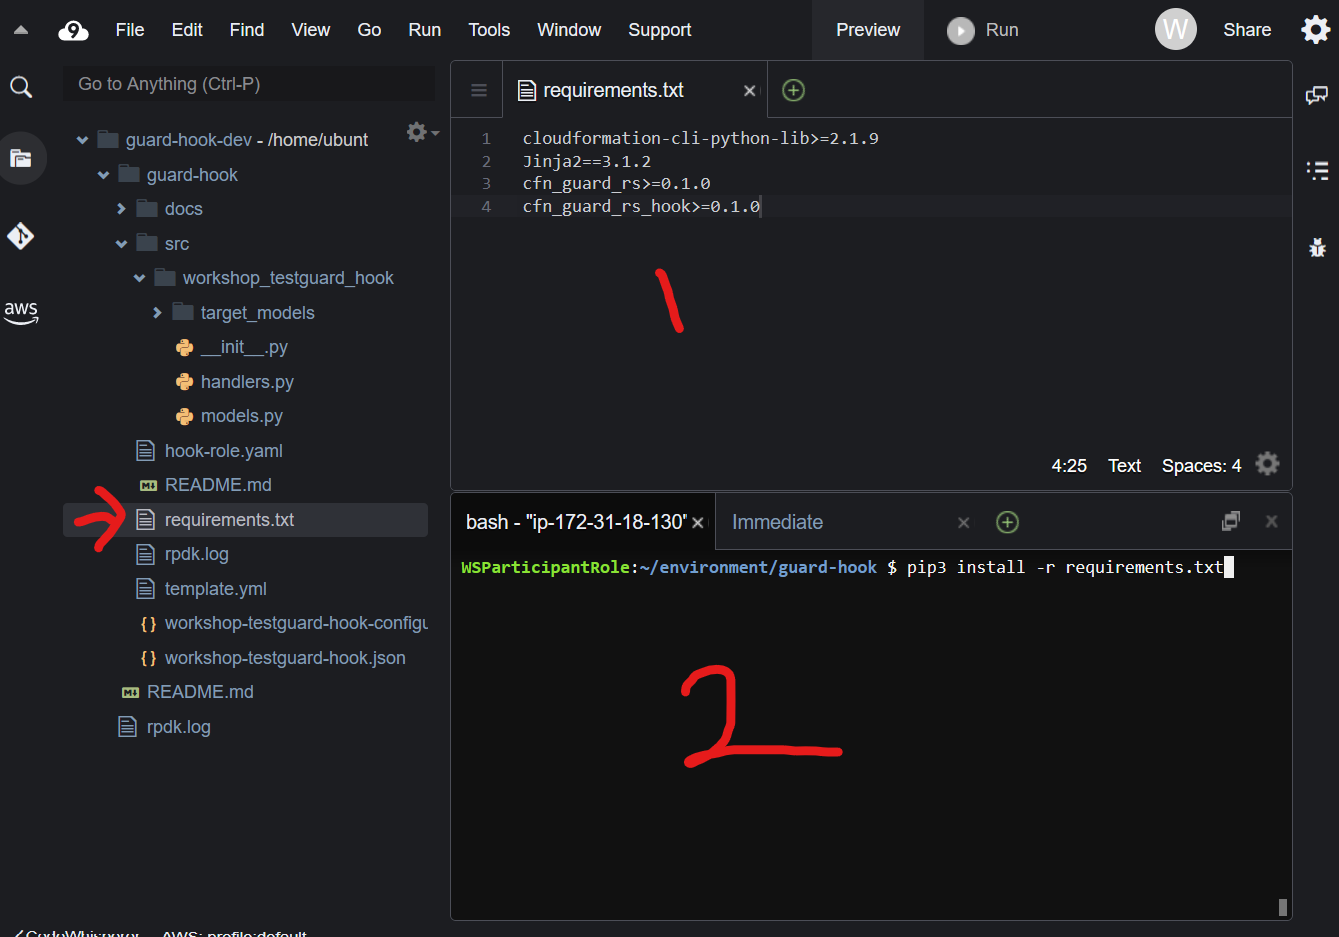 File Edit Find View Go Run Tools Window Support Preview Run W Share
Go to Anything (Ctrl-P)
guard-hook-dev - /home/ubunt
guard-hook
docs
src
workshop_testguard_hook
target_models
__init__.py
handlers.py
models.py
hook-role.yaml
README.md
requirements.txt
rpdk.log
template.yml
workshop-testguard-hook-configu
workshop-testguard-hook.json
README.md
rpdk.log
aws
requirements.txt
1 cloudformation-cli-python-lib>=2.1.9
2 Jinja2==3.1.2
3 cfn_guard_rs>=0.1.0
4 cfn_guard_rs_hook>=0.1.0
1
4:25 Text Spaces: 4
bash - "ip-172-31-18-130" Immediate
WSParticipantRole:~/environment/guard-hook $ pip3 install -r requirements.txt
2
CodeWhisperer AWS: profile:default